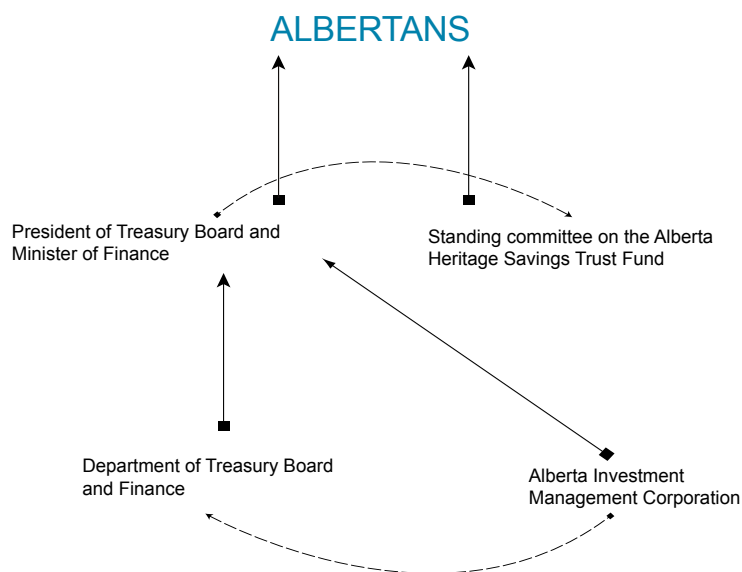 ALBERTANS
President of Treasury Board and
Minister of Finance
Standing committee on the Alberta
Heritage Savings Trust Fund
Department of Treasury Board
and Finance
Alberta Investment
Management Corporation